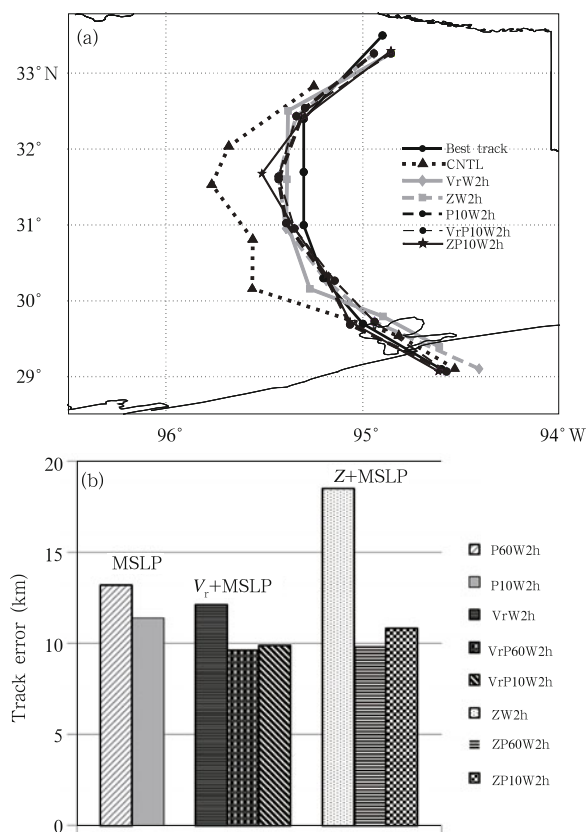 (a)
33°N
32
31
30
29
96
95
94°W
Best track
CNTL
VrW2h
ZW2h
P10W2h
VrP10W2h
ZP10W2h
(b)
20
15
10
5
0
Track error (km)
MSLP
Vr+MSLP
Z+MSLP
P60W2h
P10W2h
VrW2h
VrP60W2h
VrP10W2h
ZW2h
ZP60W2h
ZP10W2h